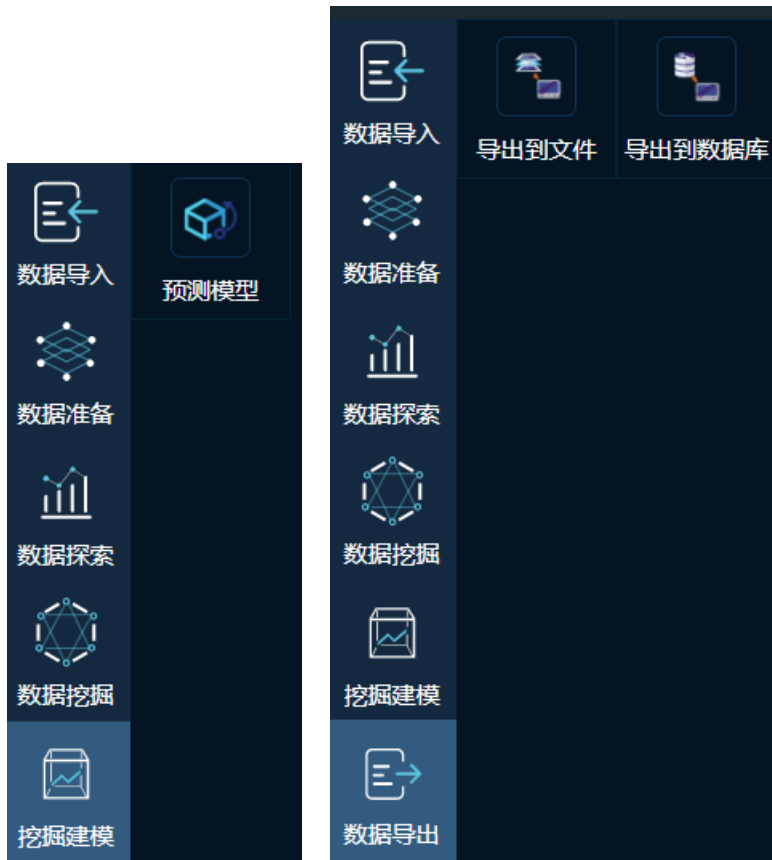 数据导入
预测模型
数据准备
数据探索
数据挖掘
挖掘建模
数据导入
导出到文件
导出到数据库
数据准备
数据探索
数据挖掘
挖掘建模
数据导出